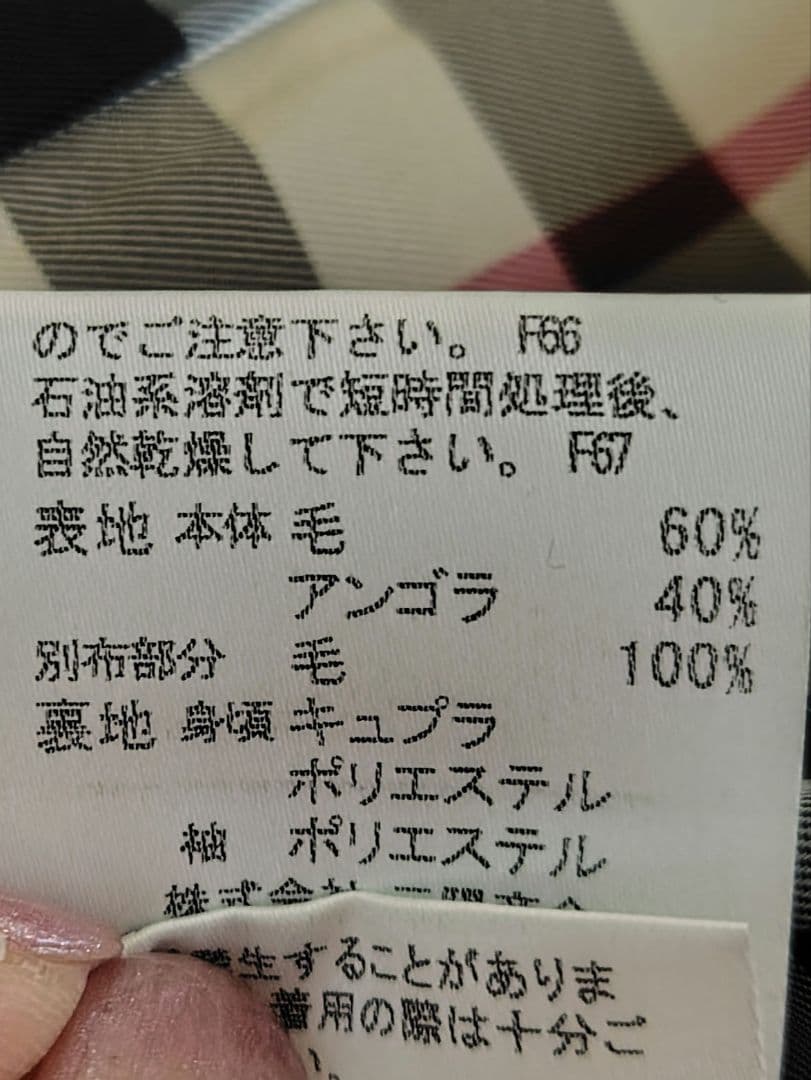 のでご注意下さい。 F66
石油系溶剤で短時間処理後、
自然乾燥して下さい。 F67
表地 本体 毛 60%
アンゴラ 40%
別布部分 毛 100%
裏地 身頃 キュプラ
ポリエステル
袖 ポリエステル
株式会社
生することがありま
着用の際は十分ご